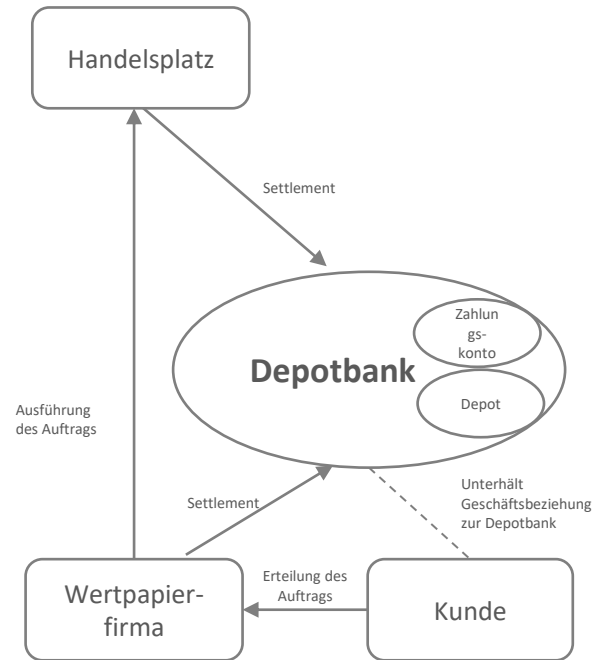 Handelsplatz
Settlement
Zahlun
gs-
konto
Depotbank
Depot
Ausführung
des Auftrags
Settlement
Unterhält
Geschäftsbeziehung
zur Depotbank
Wertpapier-
firma
Erteilung des
Auftrags
Kunde